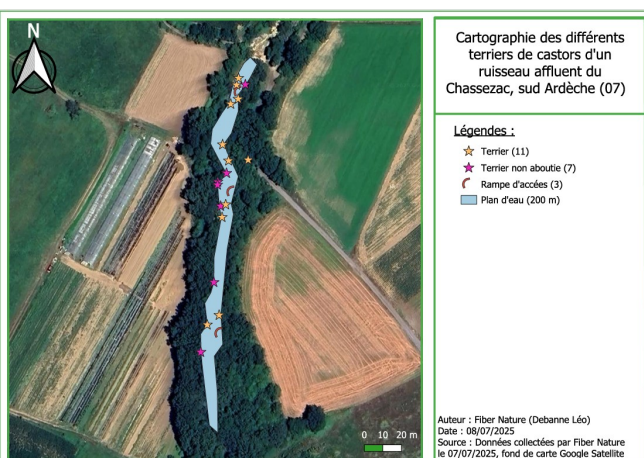 N
Cartographie des différents
terriers de castors d'un
ruisseau affluent du
Chassezac, sud Ardèche (07)
Légendes :
Terrier (11)
Terrier non aboutie (7)
Rampe d'accées (3)
Plan d'eau (200 m)
0 10 20 m
Auteur : Fiber Nature (Debanne Léo)
Date : 08/07/2025
Source : Données collectées par Fiber Nature
le 07/07/2025, fond de carte Google Satellite